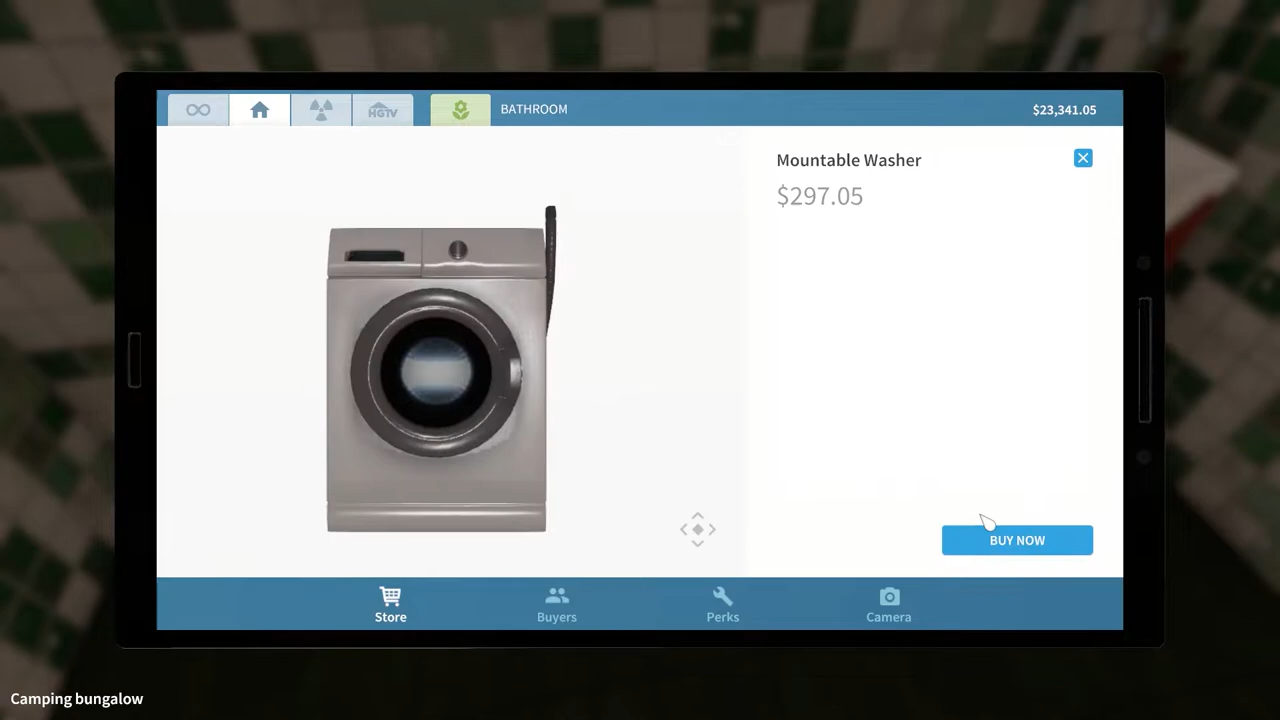 HGTV
BATHROOM
$23,341.05
Mountable Washer
$297.05
BUY NOW
Store
Buyers
Perks
Camera
Camping bungalow